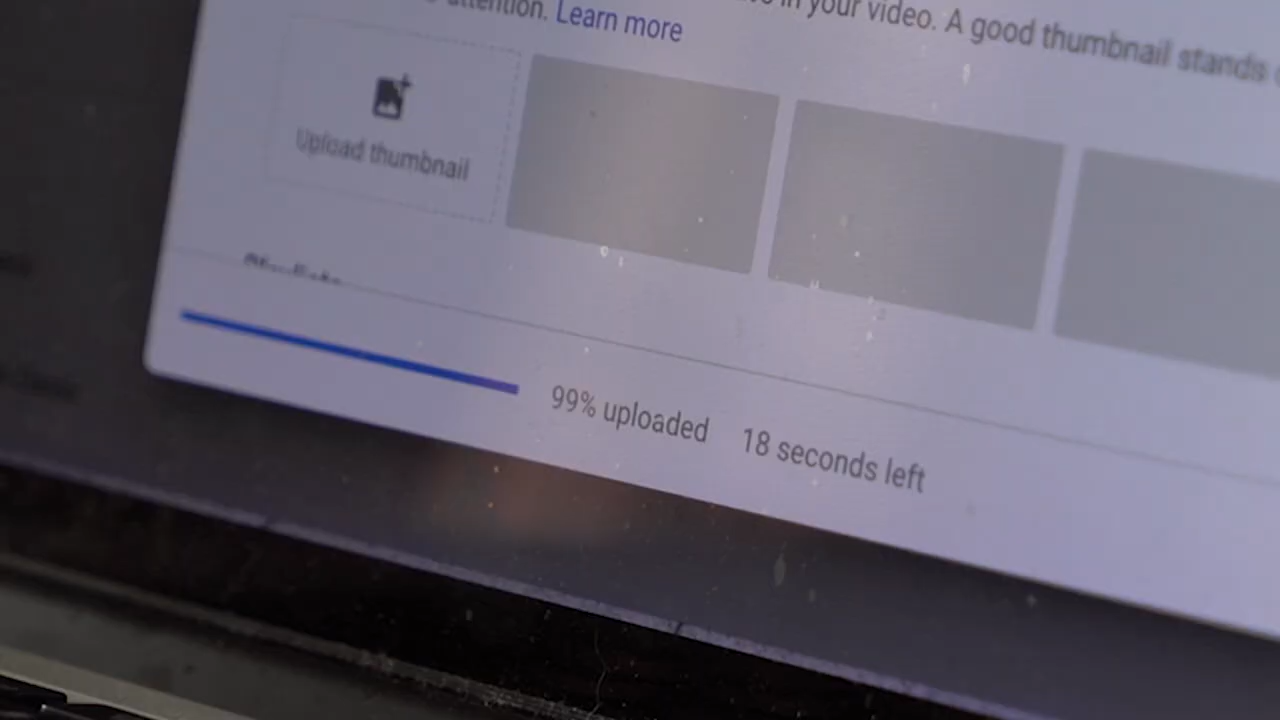 attention. Learn more
in your video. A good thumbnail stands
Upload thumbnail
99% uploaded 18 seconds left